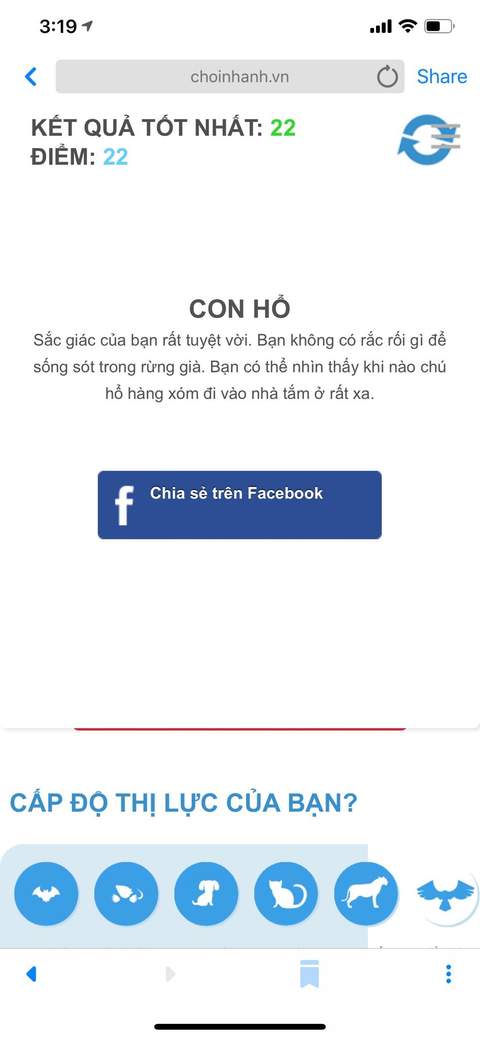 3:19
choinhanh.vn
Share
KẾT QUẢ TỐT NHẤT: 22
ĐIỂM: 22
CON HỔ
Sắc giác của bạn rất tuyệt vời. Bạn không có rắc rối gì để
sống sót trong rừng già. Bạn có thể nhìn thấy khi nào chú
hổ hàng xóm đi vào nhà tắm ở rất xa.
f Chia sẻ trên Facebook
CẤP ĐỘ THỊ LỰC CỦA BẠN?